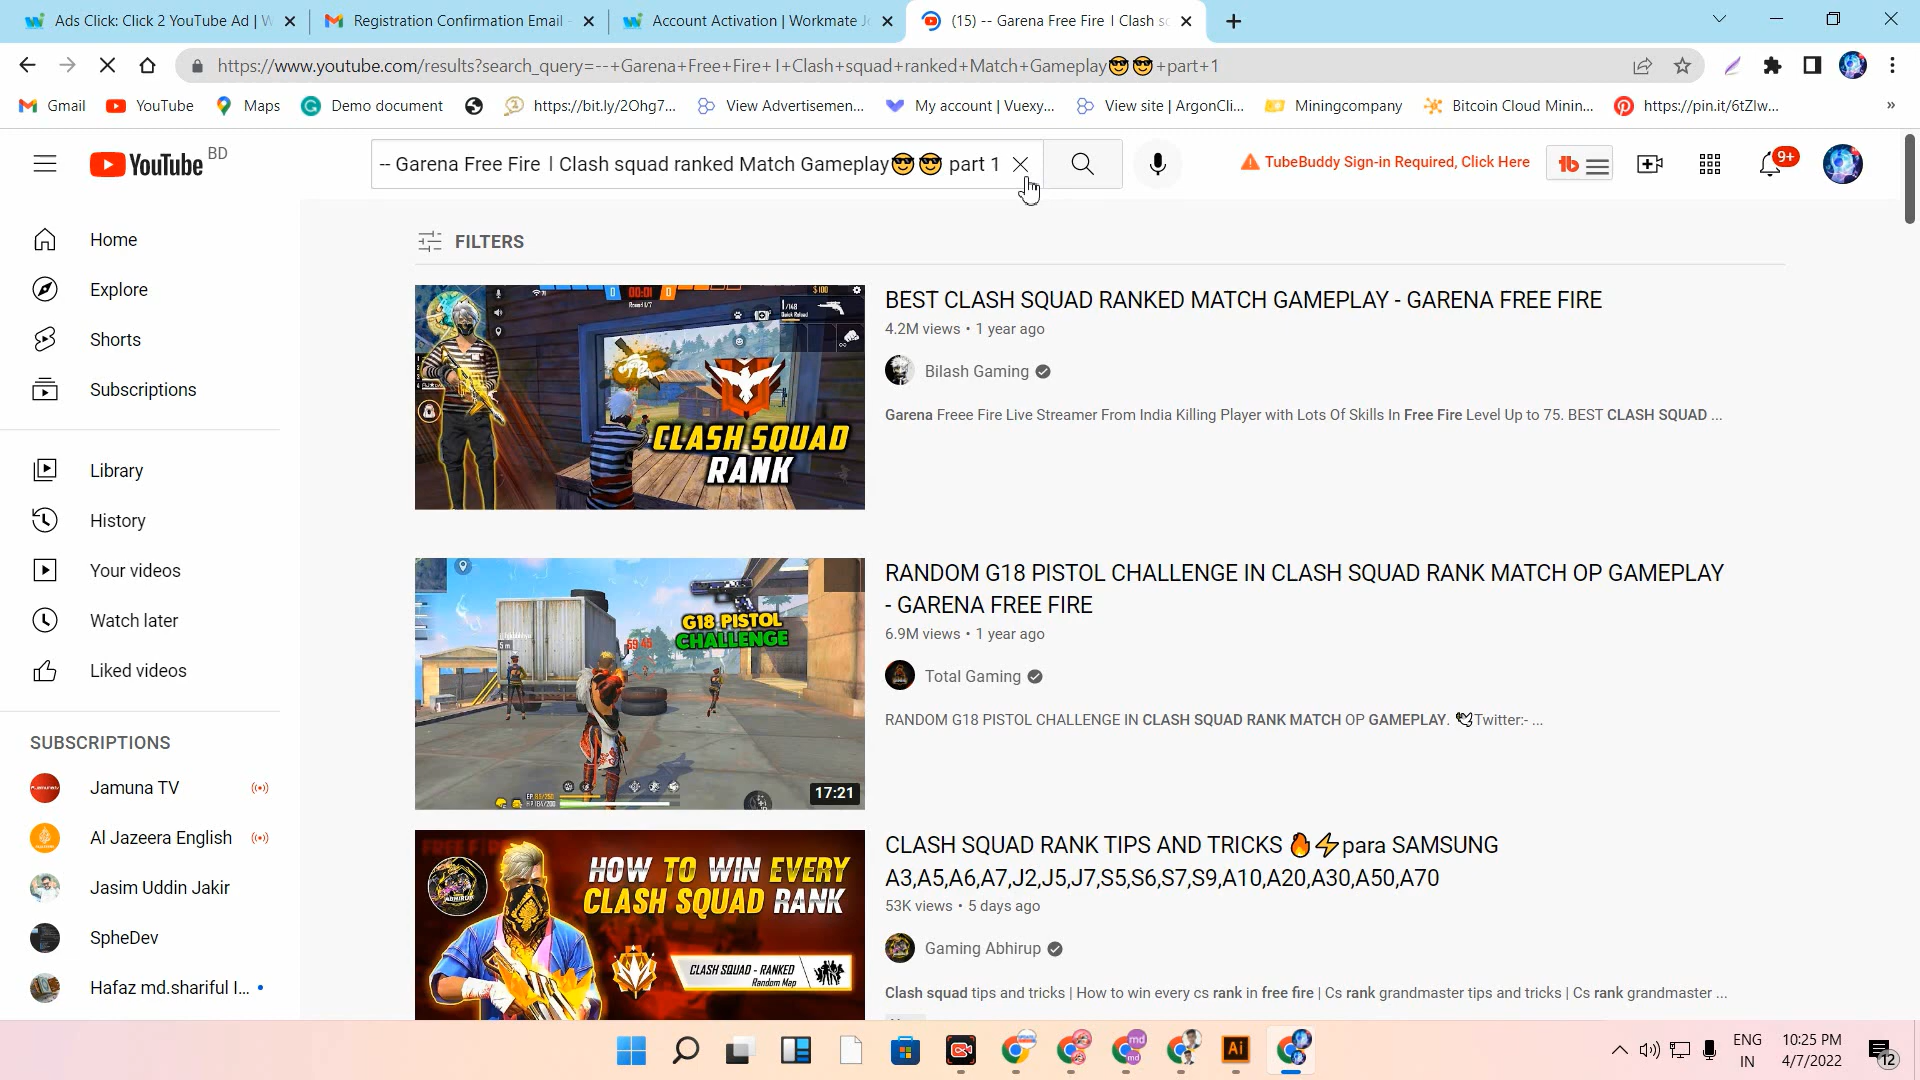 Ads Click: Click 2 YouTube Ad | W
Registration Confirmation Email -
Account Activation | Workmate Jo
(15) -- Garena Free Fire । Clash sq
https://www.youtube.com/results?search_query=--+Garena+Free+Fire+।+Clash+squad+ranked+Match+Gameplay😎😎+part+1
Gmail
YouTube
Maps
Demo document
https://bit.ly/2Ohg7...
View Advertisemen...
My account | Vuexy...
View site | ArgonCli...
Miningcompany
Bitcoin Cloud Minin...
https://pin.it/6tZlw...
»
YouTube BD
-- Garena Free Fire । Clash squad ranked Match Gameplay😎😎 part 1
TubeBuddy Sign-in Required, Click Here
tb
9+
Home
Explore
Shorts
Subscriptions
Library
History
Your videos
Watch later
Liked videos
SUBSCRIPTIONS
Jamuna TV
Al Jazeera English
Jasim Uddin Jakir
SpheDev
Hafaz md.shariful I...
FILTERS
00:01
CLASH SQUAD
RANK
BEST CLASH SQUAD RANKED MATCH GAMEPLAY - GARENA FREE FIRE
4.2M views • 1 year ago
Bilash Gaming
Garena Freee Fire Live Streamer From India Killing Player with Lots Of Skills In Free Fire Level Up to 75. BEST CLASH SQUAD ...
G18 PISTOL
CHALLENGE
17:21
RANDOM G18 PISTOL CHALLENGE IN CLASH SQUAD RANK MATCH OP GAMEPLAY
- GARENA FREE FIRE
6.9M views • 1 year ago
Total Gaming
RANDOM G18 PISTOL CHALLENGE IN CLASH SQUAD RANK MATCH OP GAMEPLAY. 🕊Twitter:- ...
HOW TO WIN EVERY
CLASH SQUAD RANK
CLASH SQUAD - RANKED
Random Map
ABHIRUP
CLASH SQUAD RANK TIPS AND TRICKS 🔥⚡para SAMSUNG
A3,A5,A6,A7,J2,J5,J7,S5,S6,S7,S9,A10,A20,A30,A50,A70
53K views • 5 days ago
Gaming Abhirup
Clash squad tips and tricks | How to win every cs rank in free fire | Cs rank grandmaster tips and tricks | Cs rank grandmaster ...
md
md
Ai
ENG
IN
10:25 PM
4/7/2022
12